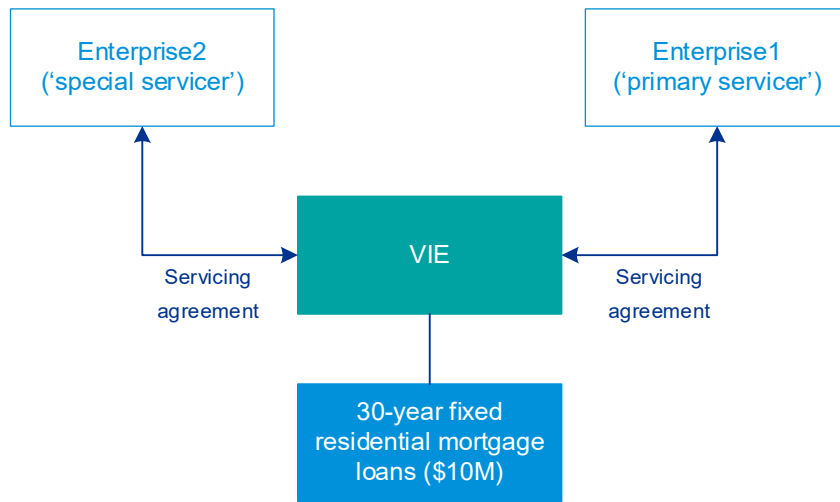 Enterprise2
(‘special servicer’)
Enterprise1
(‘primary servicer’)
VIE
Servicing
agreement
Servicing
agreement
30-year fixed
residential mortgage
loans ($10M)